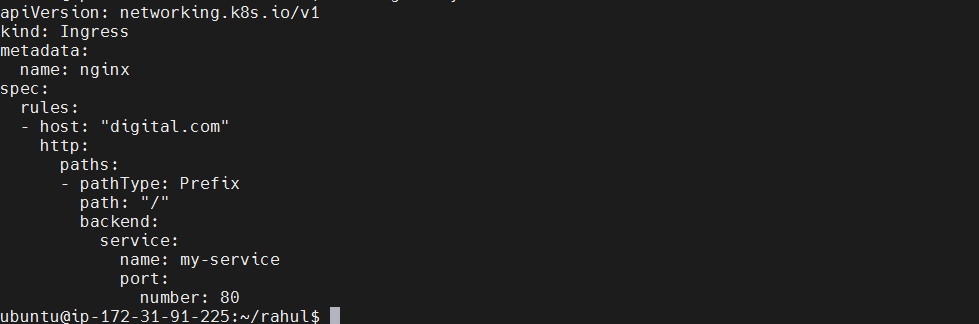 apiVersion: networking.k8s.io/v1
kind: Ingress
metadata:
  name: nginx
spec:
  rules:
  - host: "digital.com"
    http:
      paths:
      - pathType: Prefix
        path: "/"
        backend:
          service:
            name: my-service
            port:
              number: 80
ubuntu@ip-172-31-91-225:~/rahul$